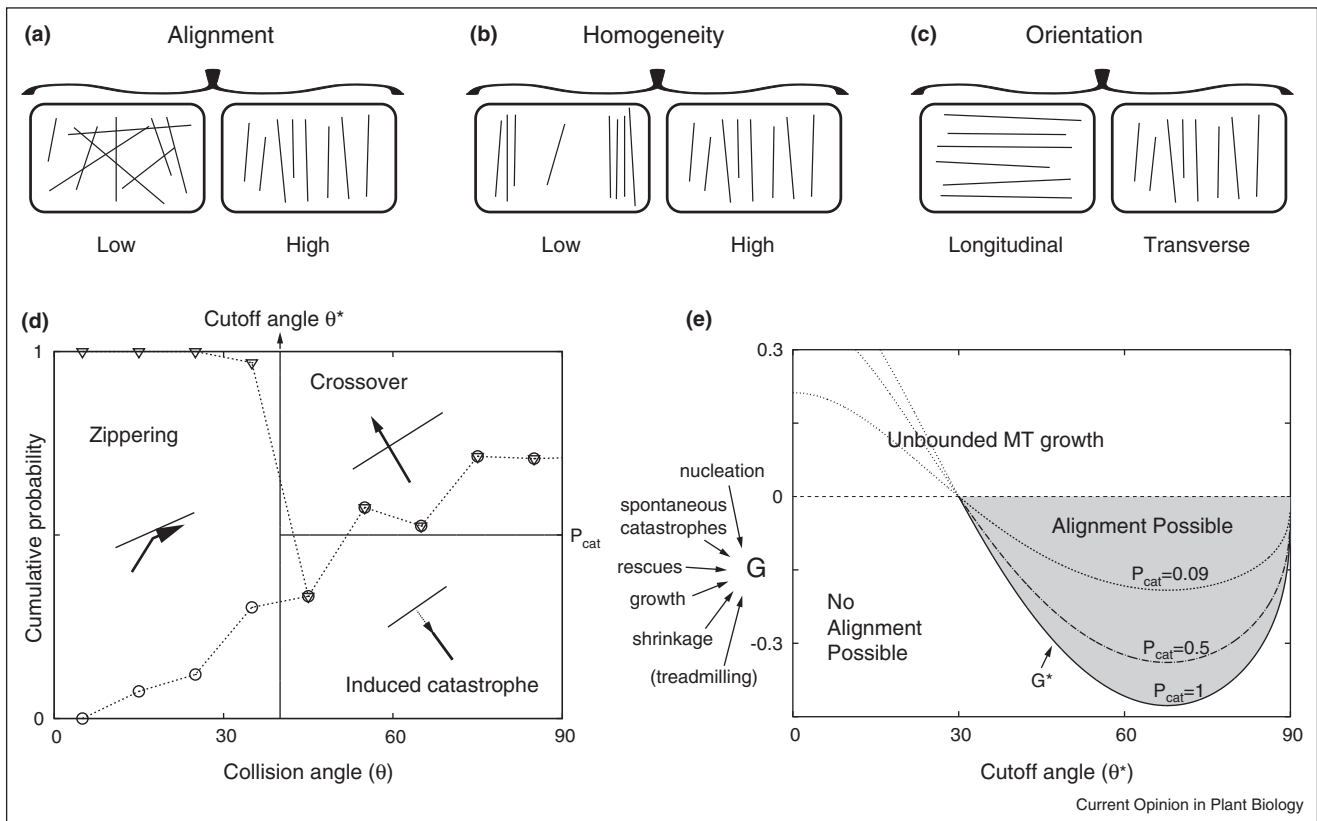 (a) Alignment
Low
High
(b) Homogeneity
Low
High
(c) Orientation
Longitudinal
Transverse
(d)
Cutoff angle θ*
1
Crossover
Zippering
Cumulative probability
P_cat
Induced catastrophe
0
0
30
60
90
Collision angle (θ)
(e)
0.3
Unbounded MT growth
nucleation
0
spontaneous
catastrophes
Alignment Possible
rescues
G
P_cat=0.09
growth
No
Alignment
Possible
shrinkage
-0.3
P_cat=0.5
(treadmilling)
G*
P_cat=1
0
30
60
90
Cutoff angle (θ*)
Current Opinion in Plant Biology